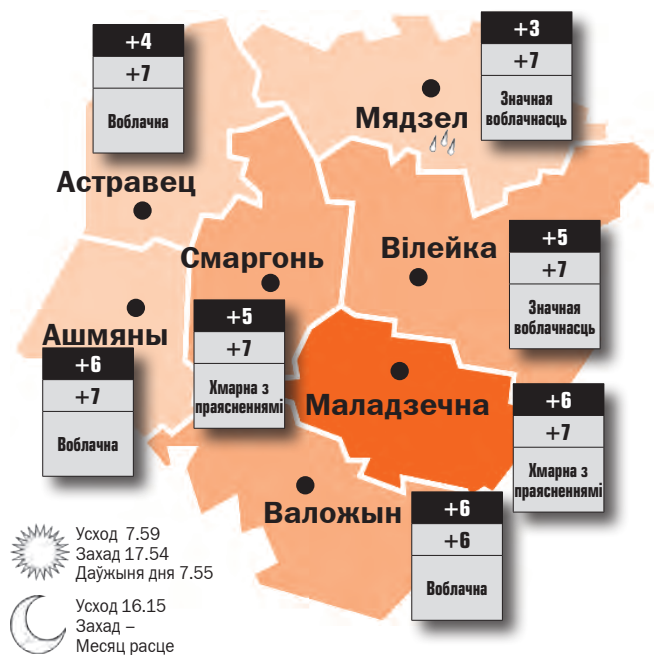 +4
+7
Воблачна
+3
+7
Значная
воблачнасць
Мядзел
Астравец
Смаргонь
Вілейка
+5
+7
Значная
воблачнасць
Ашмяны
+6
+7
Воблачна
+5
+7
Хмарна з
праясненнямі
Маладзечна
+6
+7
Хмарна з
праясненнямі
Валожын
+6
+6
Воблачна
Усход 7.59
Захад 17.54
Даўжыня дня 7.55
Усход 16.15
Захад –
Месяц расце